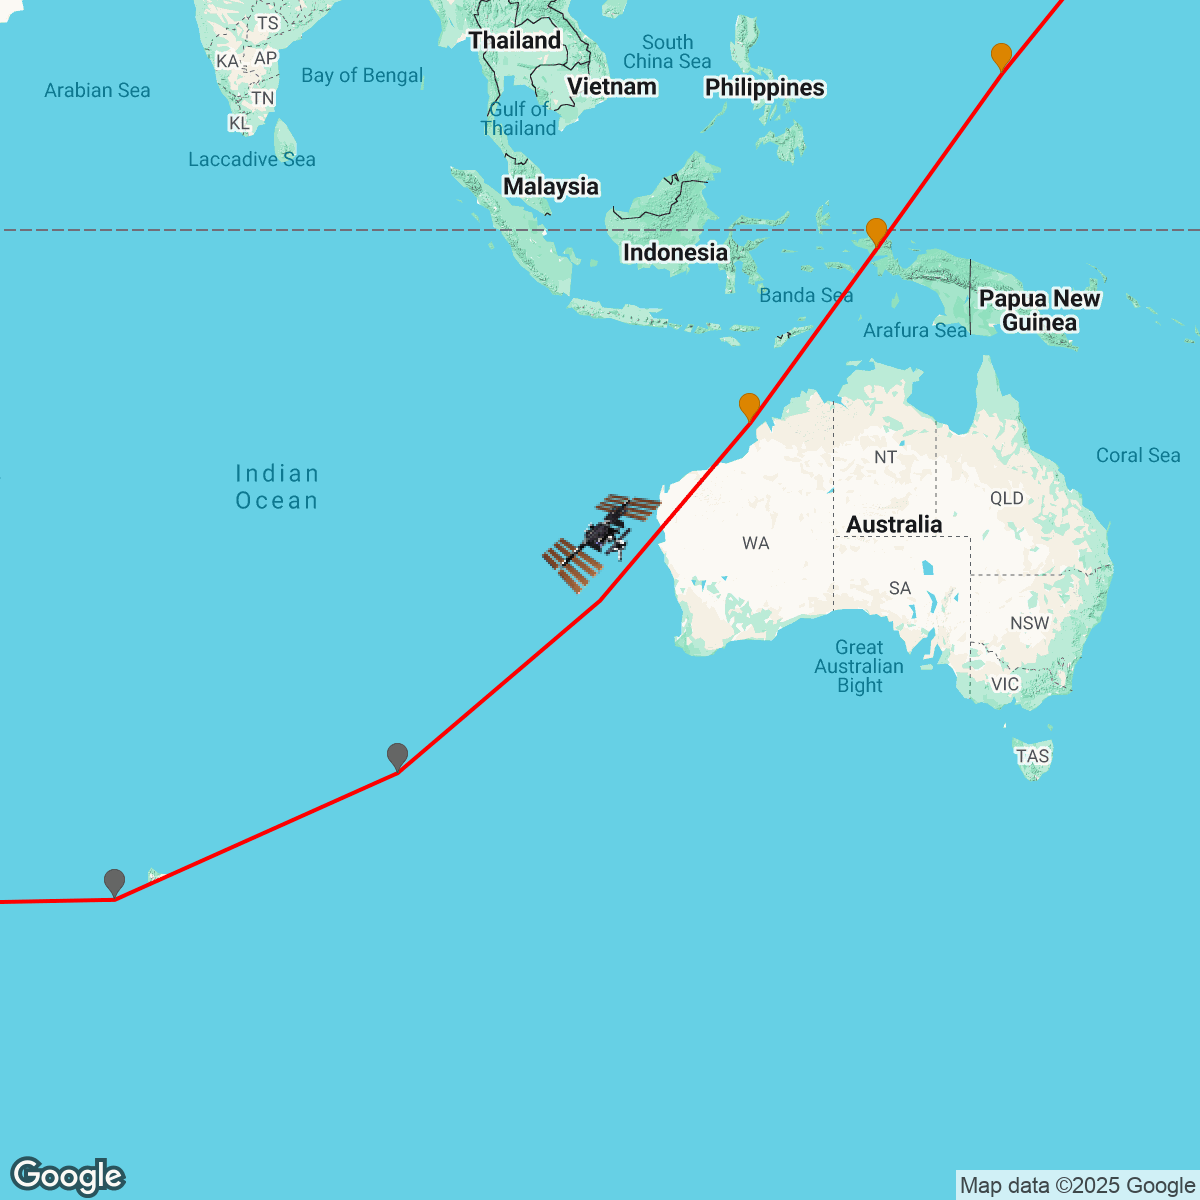 TS
Thailand
South
China Sea
KA
AP
Bay of Bengal
Vietnam
Philippines
Arabian Sea
TN
Gulf of
Thailand
KL
Laccadive Sea
Malaysia
Indonesia
Banda Sea
Papua New
Guinea
Arafura Sea
Indian
Ocean
NT
Coral Sea
QLD
Australia
WA
SA
NSW
Great
Australian
Bight
VIC
TAS
Google
Map data ©2025 Google